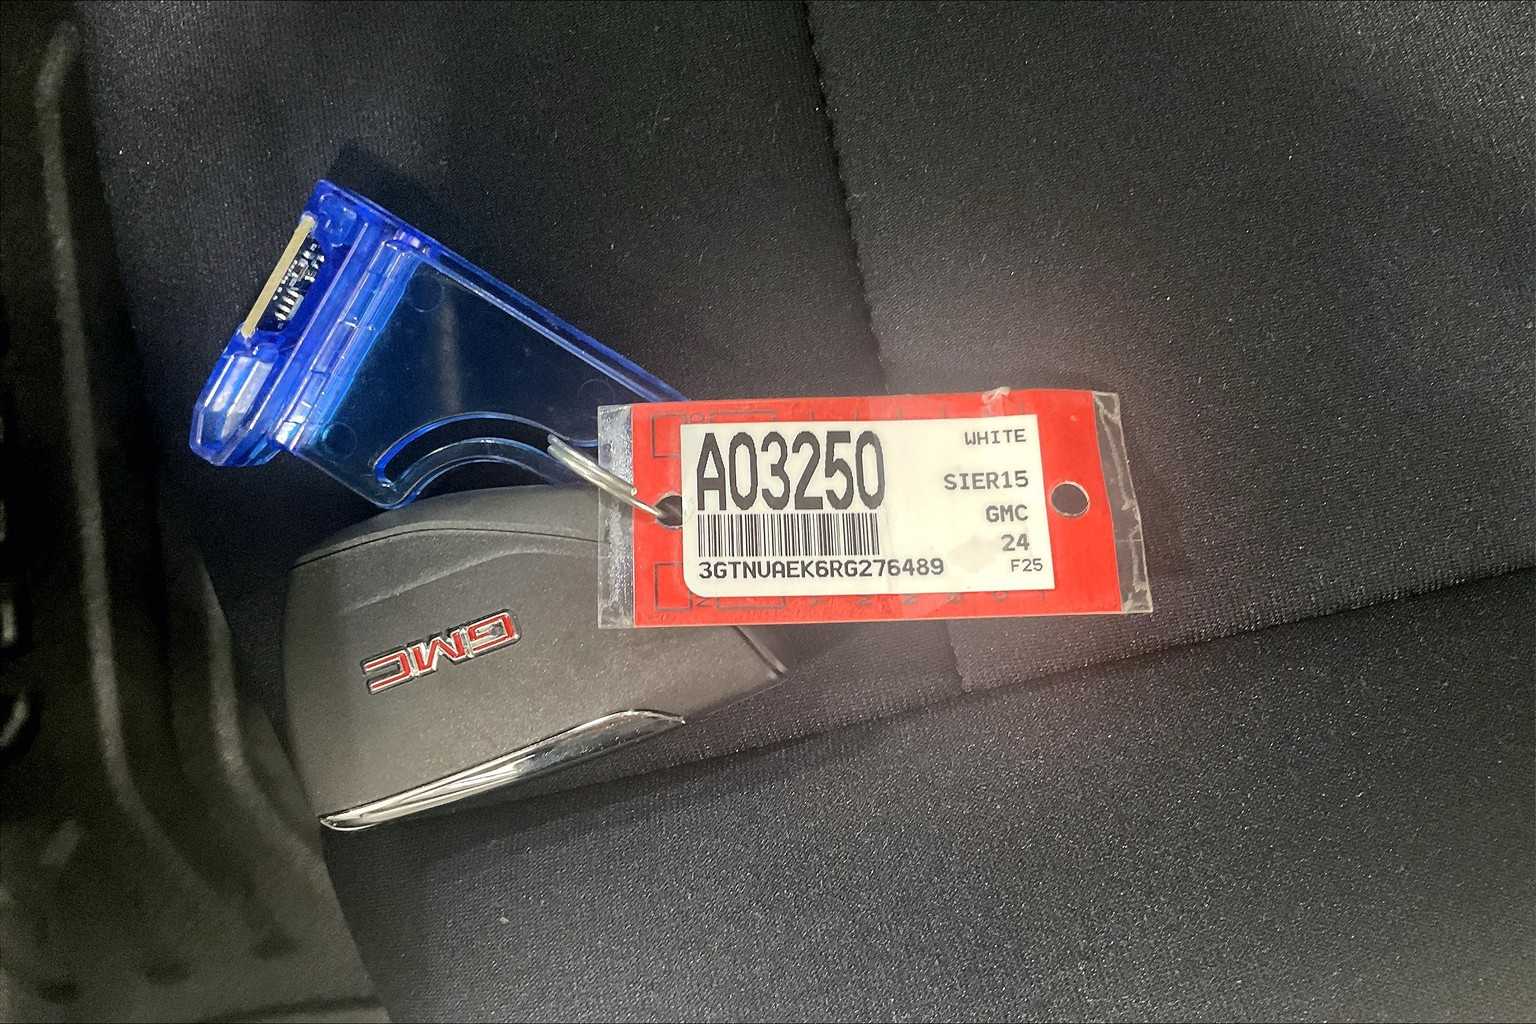 A03250
WHITE
SIER15
GMC
24
3GTNUAEK6RG276489
F25
GMC